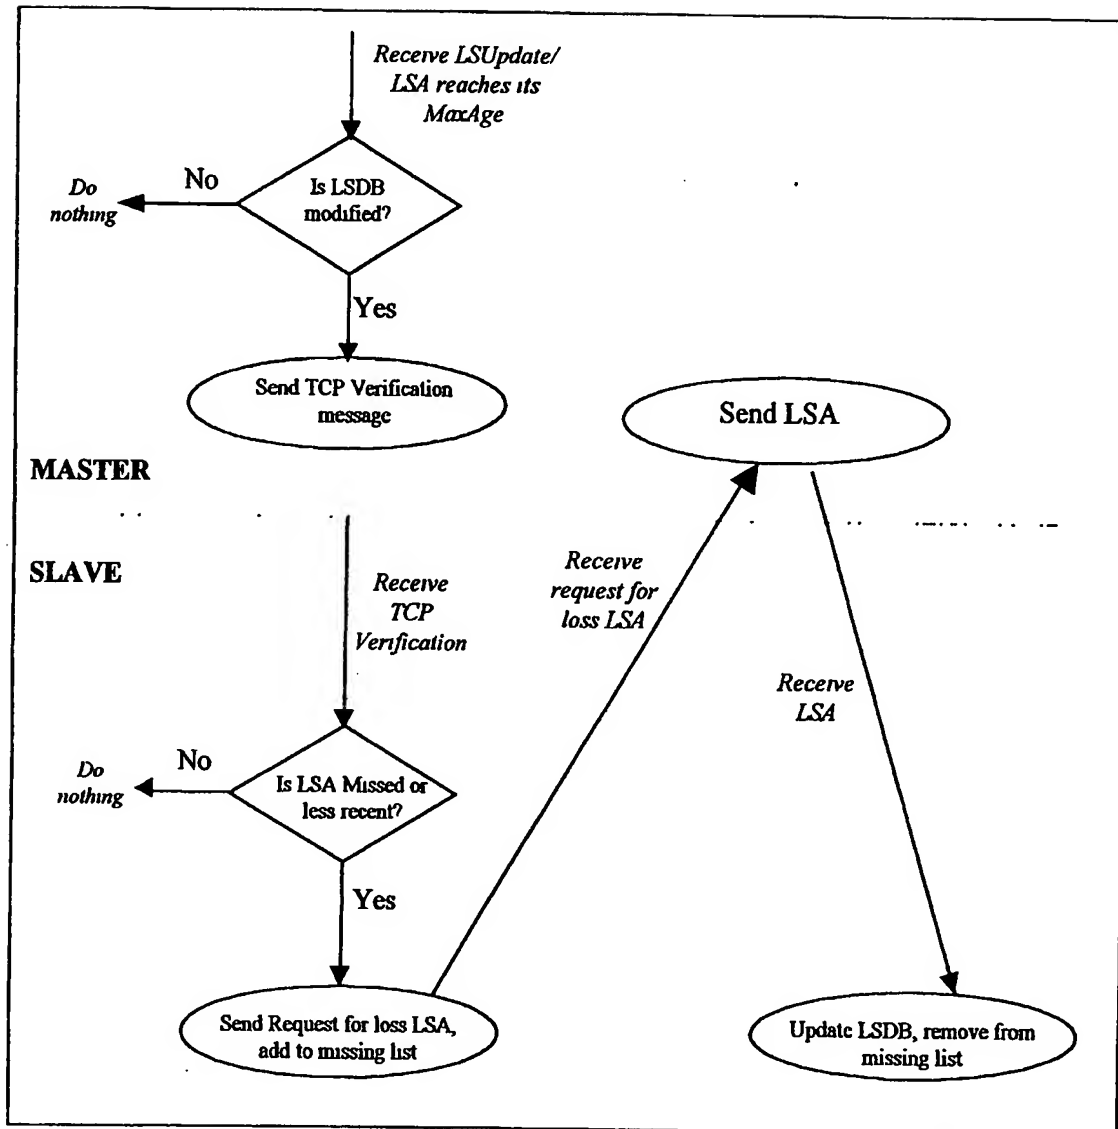 Receive LSUpdate/
LSA reaches its
MaxAge
Do
nothing
No
Is LSDB
modified?
Yes
Send TCP Verification
message
Send LSA
MASTER
SLAVE
Receive
TCP
Verification
Receive
request for
loss LSA
Receive
LSA
Do
nothing
No
Is LSA Missed or
less recent?
Yes
Send Request for loss LSA,
add to missing list
Update LSDB, remove from
missing list